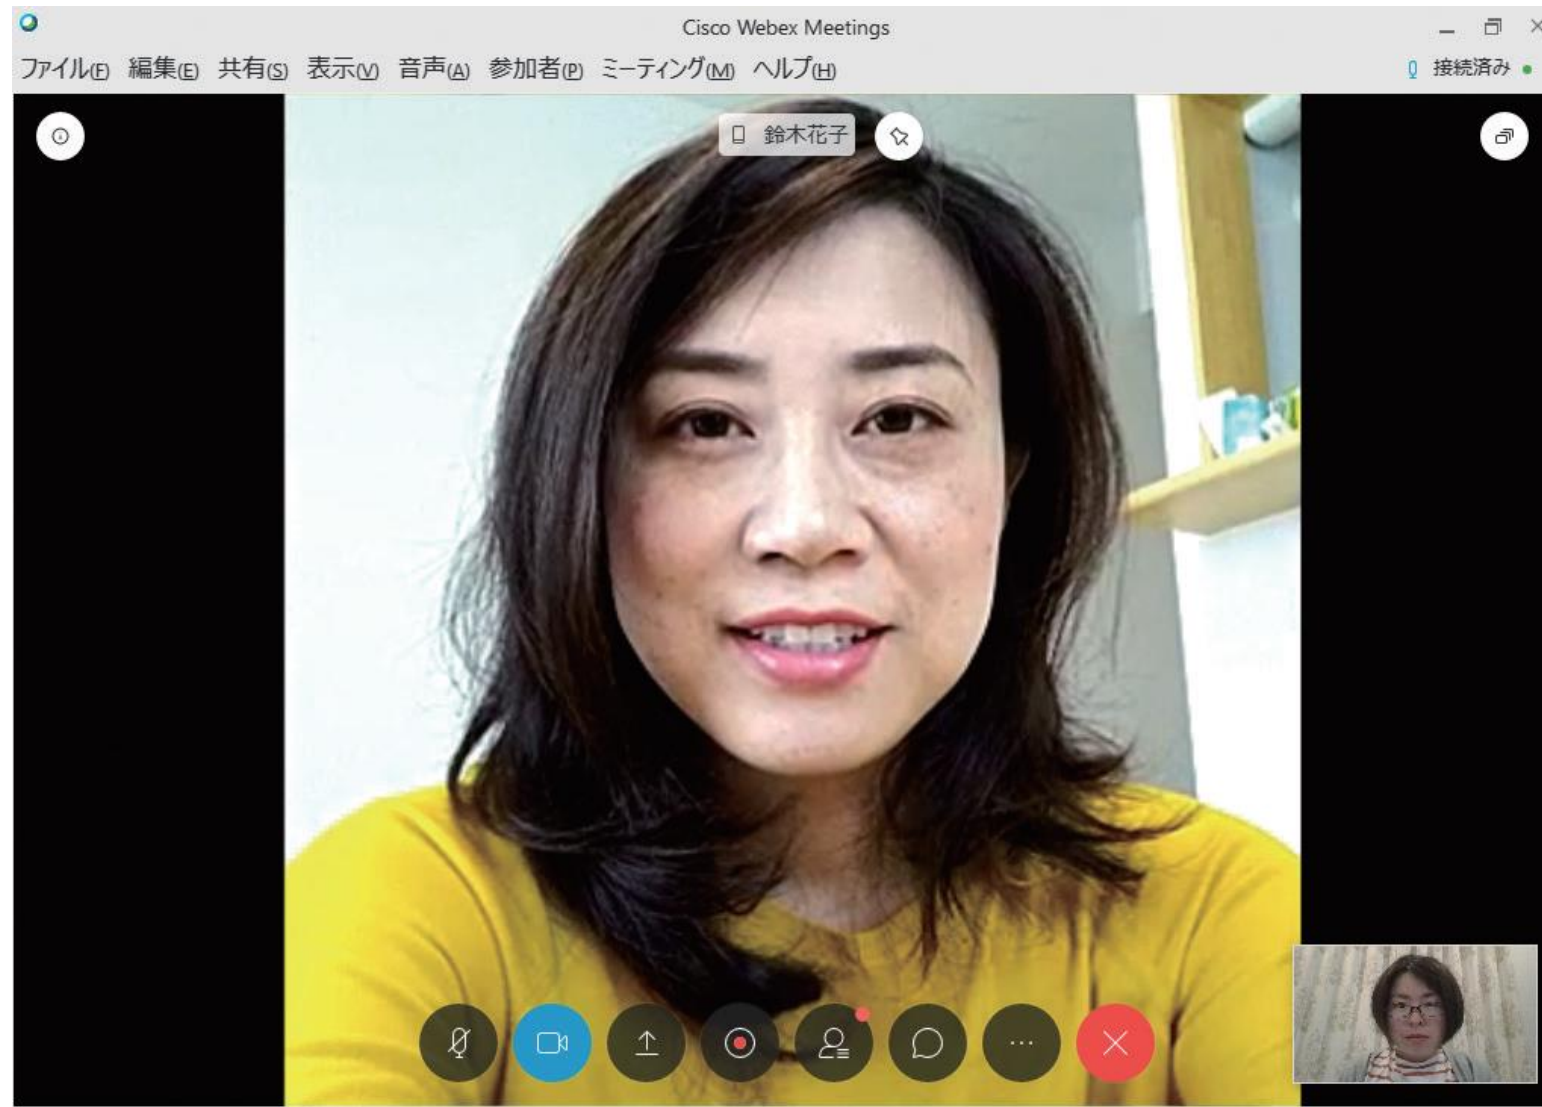 Cisco Webex Meetings
ファイル(F) 編集(E) 共有(S) 表示(V) 音声(A) 参加者(P) ミーティング(M) ヘルプ(H) 接続済み
鈴木花子